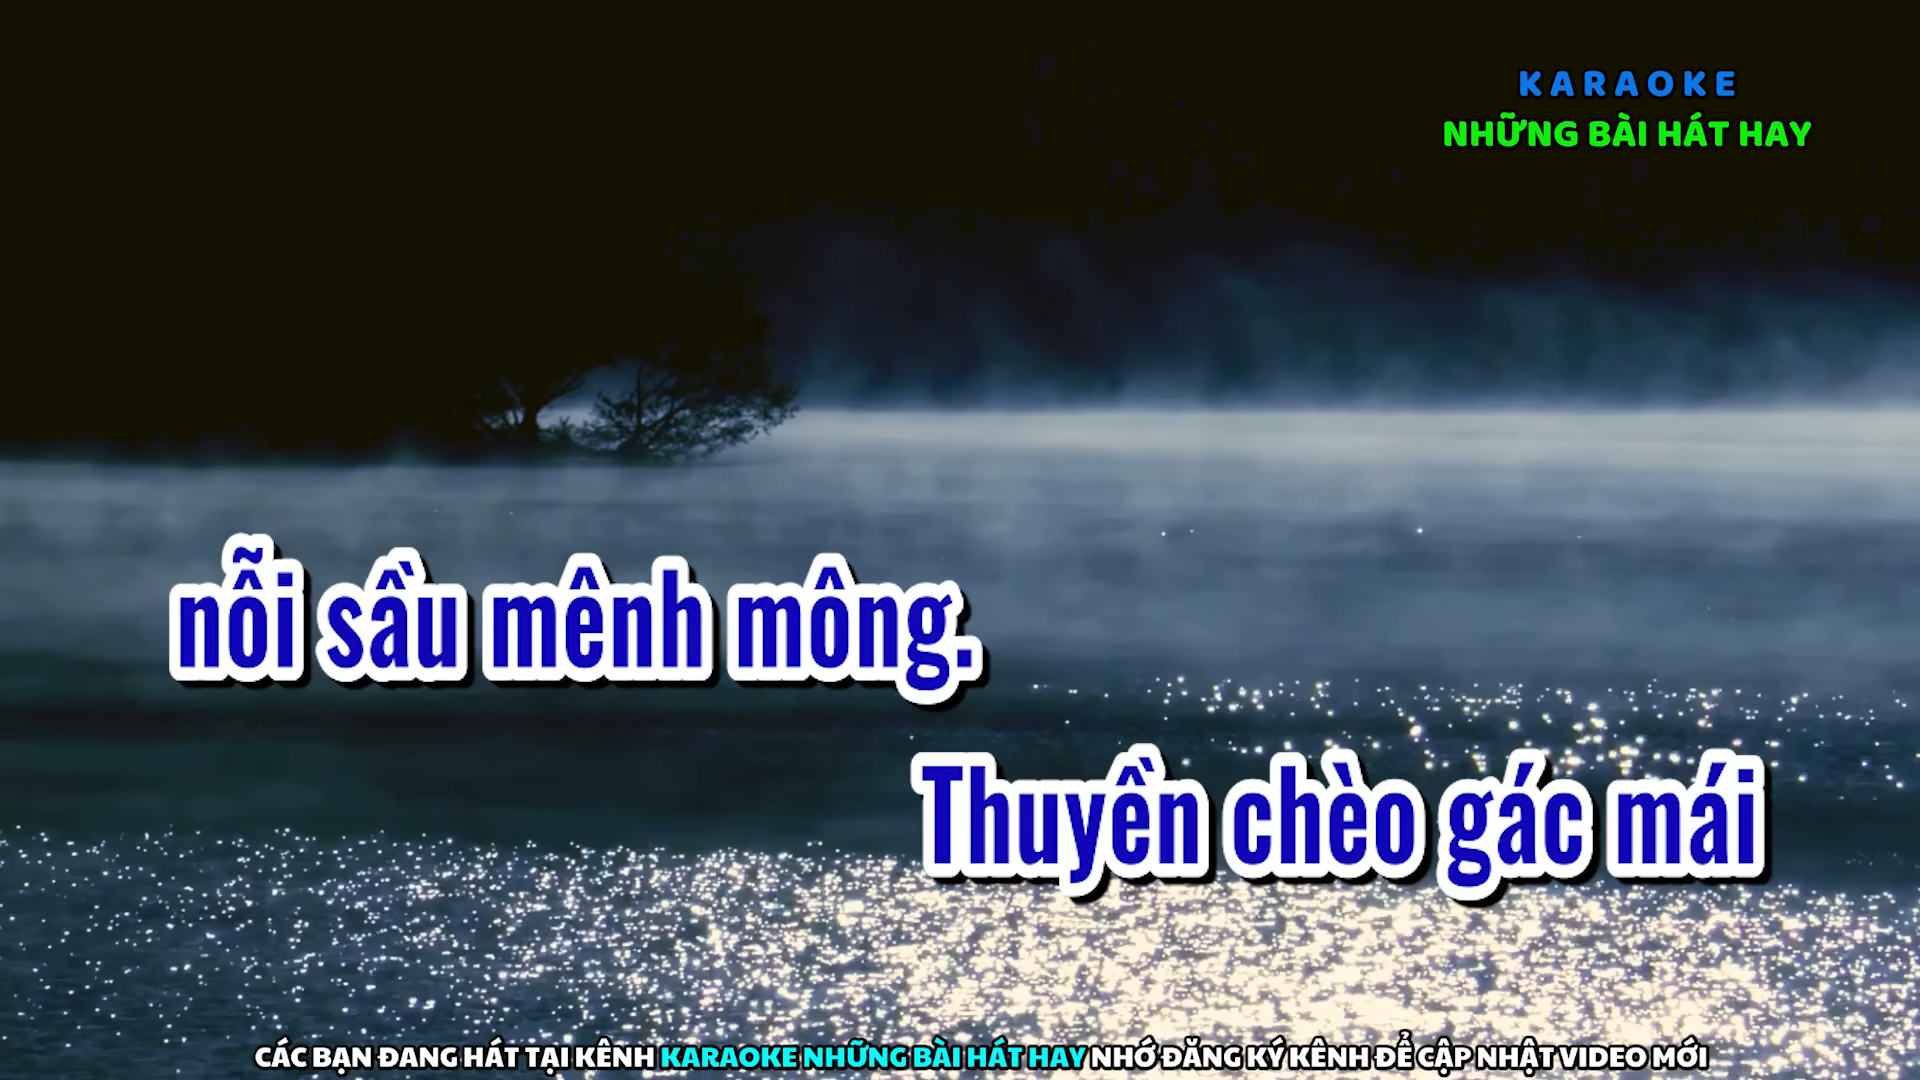 KARAOKE
NHỮNG BÀI HÁT HAY
nỗi sầu mênh mông.
Thuyền chèo gác mái
CÁC BẠN ĐANG HÁT TẠI KÊNH KARAOKE NHỮNG BÀI HÁT HAY NHỚ ĐĂNG KÝ KÊNH ĐỂ CẬP NHẬT VIDEO MỚI